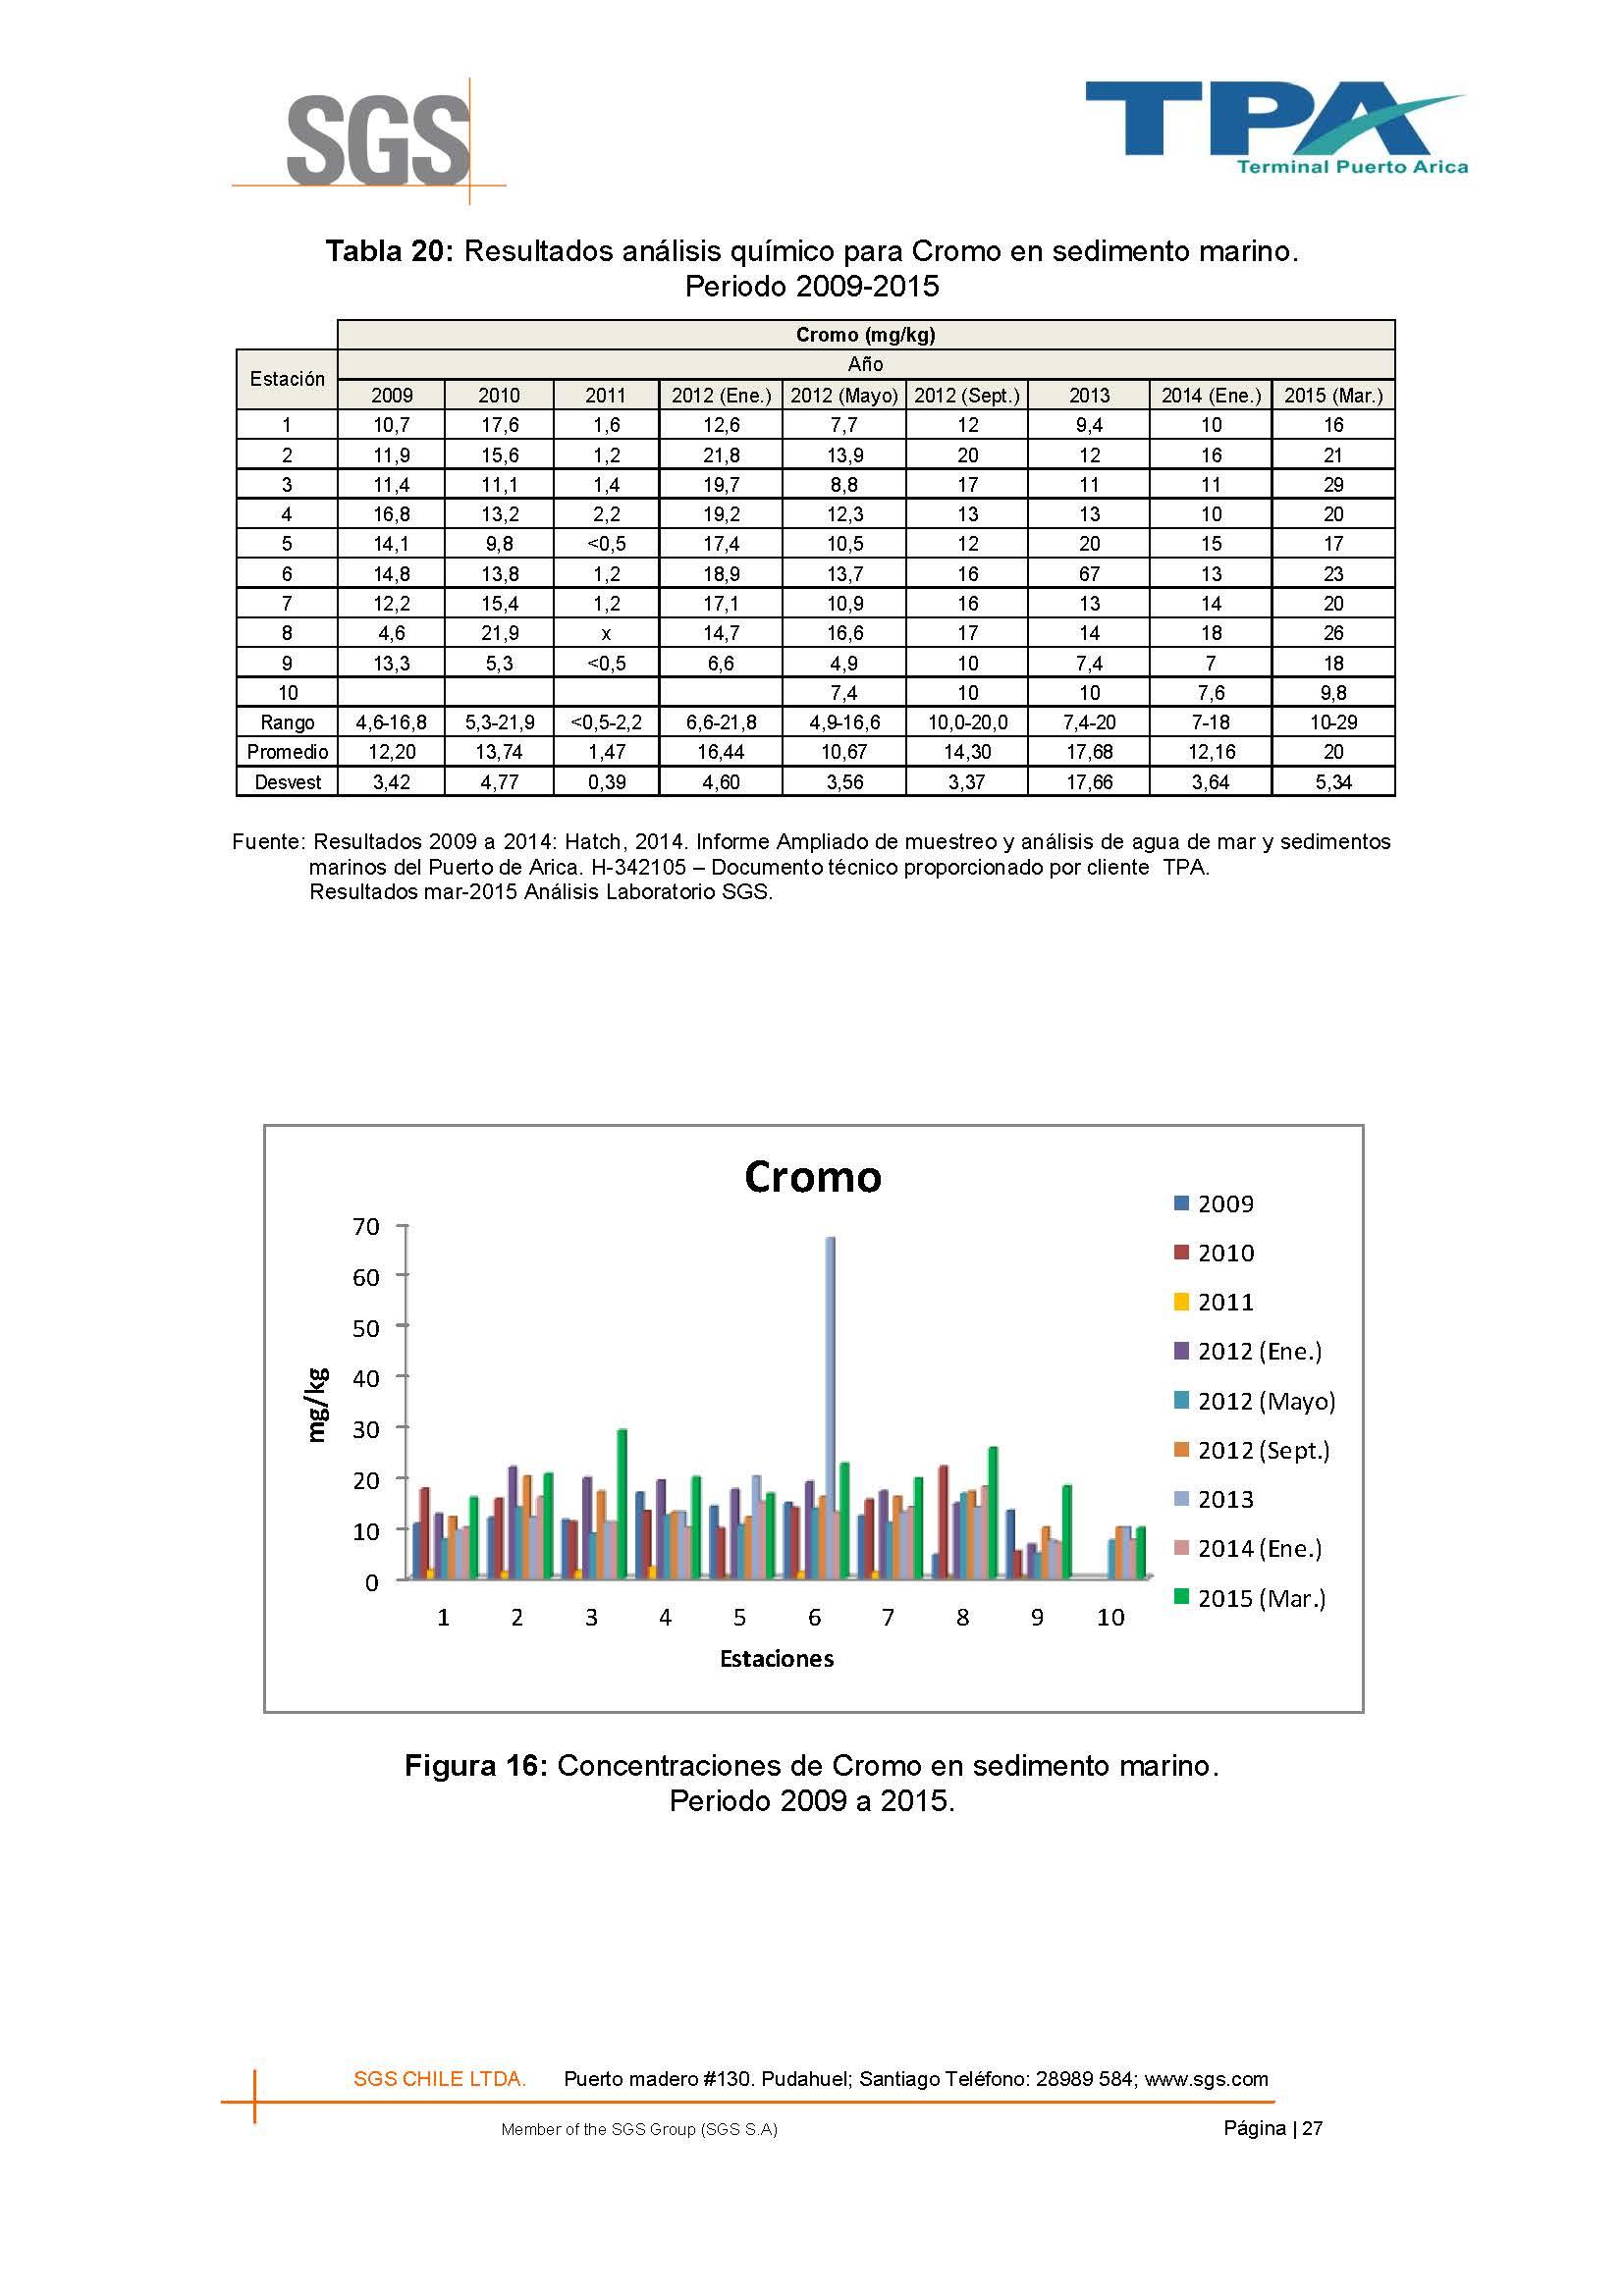 SGS
TPA
Terminal Puerto Arica
Tabla 20: Resultados análisis químico para Cromo en sedimento marino.
Periodo 2009-2015
Cromo (mg/kg)
Estación Año
2009 2010 2011 2012 (Ene.) 2012 (Mayo) 2012 (Sept.) 2013 2014 (Ene.) 2015 (Mar.)
1 10,7 17,6 1,6 12,6 7,7 12 9,4 10 16
2 11,9 15,6 1,2 21,8 13,9 20 12 16 21
3 11,4 11,1 1,4 19,7 8,8 17 11 11 29
4 16,8 13,2 2,2 19,2 12,3 13 13 10 20
5 14,1 9,8 <0,5 17,4 10,5 12 20 15 17
6 14,8 13,8 1,2 18,9 13,7 16 67 13 23
7 12,2 15,4 1,2 17,1 10,9 16 13 14 20
8 4,6 21,9 x 14,7 16,6 17 14 18 26
9 13,3 5,3 <0,5 6,6 4,9 10 7,4 7 18
10 7,4 10 10 7,6 9,8
Rango 4,6-16,8 5,3-21,9 <0,5-2,2 6,6-21,8 4,9-16,6 10,0-20,0 7,4-20 7-18 10-29
Promedio 12,20 13,74 1,47 16,44 10,67 14,30 17,68 12,16 20
Desvest 3,42 4,77 0,39 4,60 3,56 3,37 17,66 3,64 5,34
Fuente: Resultados 2009 a 2014: Hatch, 2014. Informe Ampliado de muestreo y análisis de agua de mar y sedimentos
marinos del Puerto de Arica. H-342105 – Documento técnico proporcionado por cliente TPA.
Resultados mar-2015 Análisis Laboratorio SGS.
Cromo
70
60
50
40
30
20
10
0
mg/kg
1 2 3 4 5 6 7 8 9 10
Estaciones
2009
2010
2011
2012 (Ene.)
2012 (Mayo)
2012 (Sept.)
2013
2014 (Ene.)
2015 (Mar.)
Figura 16: Concentraciones de Cromo en sedimento marino.
Periodo 2009 a 2015.
SGS CHILE LTDA. Puerto madero #130. Pudahuel; Santiago Teléfono: 28989 584; www.sgs.com
Member of the SGS Group (SGS S.A) Página | 27